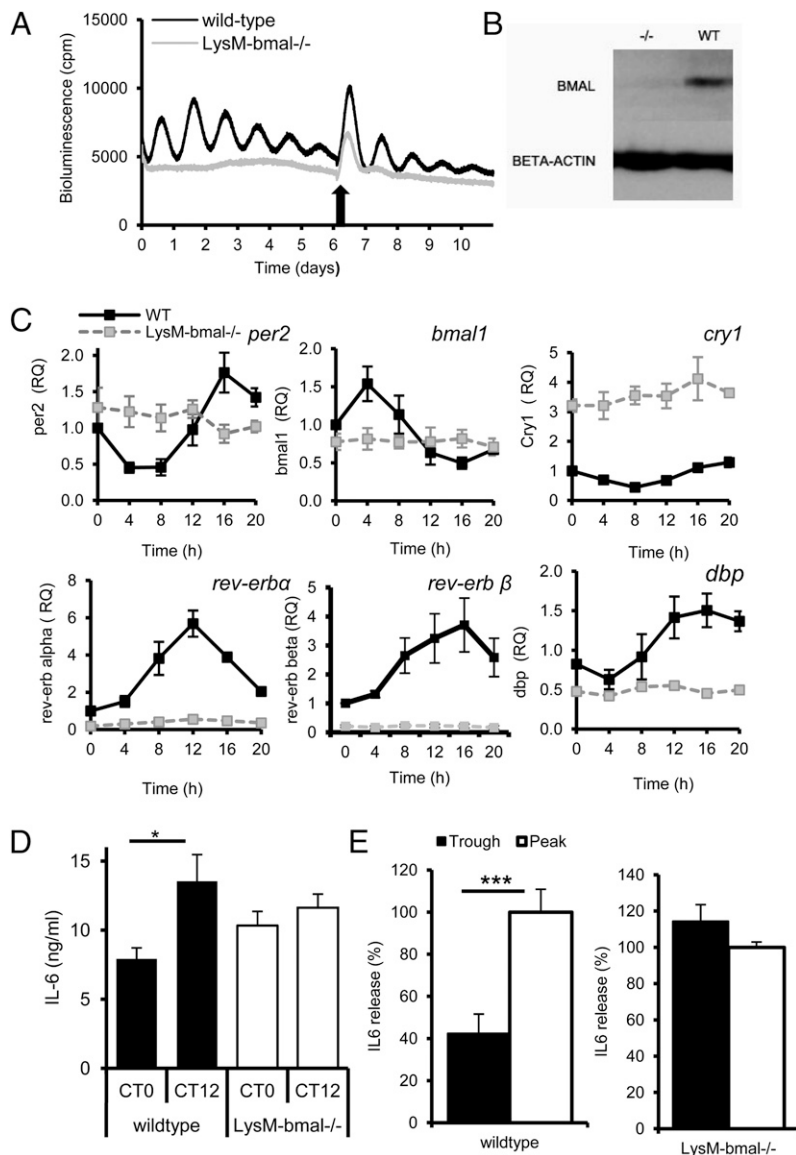 A
wild-type
LysM-bmal-/-
Bioluminescence (cpm)
15000
10000
5000
0
0 1 2 3 4 5 6 7 8 9 10
Time (days)
B
-/- WT
BMAL
BETA-ACTIN
C
WT
LysM-bmal-/-
per2
per2 (RQ)
2.0
1.5
1.0
0.5
0.0
0 4 8 12 16 20
Time (h)
bmal1
bmal1 (RQ)
2.0
1.5
1.0
0.5
0.0
0 4 8 12 16 20
Time (h)
cry1
Cry1 (RQ)
5
4
3
2
1
0
0 4 8 12 16 20
Time (h)
rev-erbα
rev-erb alpha (RQ)
8
6
4
2
0
0 4 8 12 16 20
Time (h)
rev-erb β
rev-erb beta (RQ)
5
4
3
2
1
0
0 4 8 12 16 20
Time (h)
dbp
dbp (RQ)
2.0
1.5
1.0
0.5
0.0
0 4 8 12 16 20
Time (h)
D
*
IL-6 (ng/ml)
15
10
5
0
CT0 CT12 CT0 CT12
wildtype LysM-bmal-/-
E
Trough Peak
***
IL6 release (%)
120
100
80
60
40
20
0
wildtype
IL6 release (%)
140
120
100
80
60
40
20
0
LysM-bmal-/-